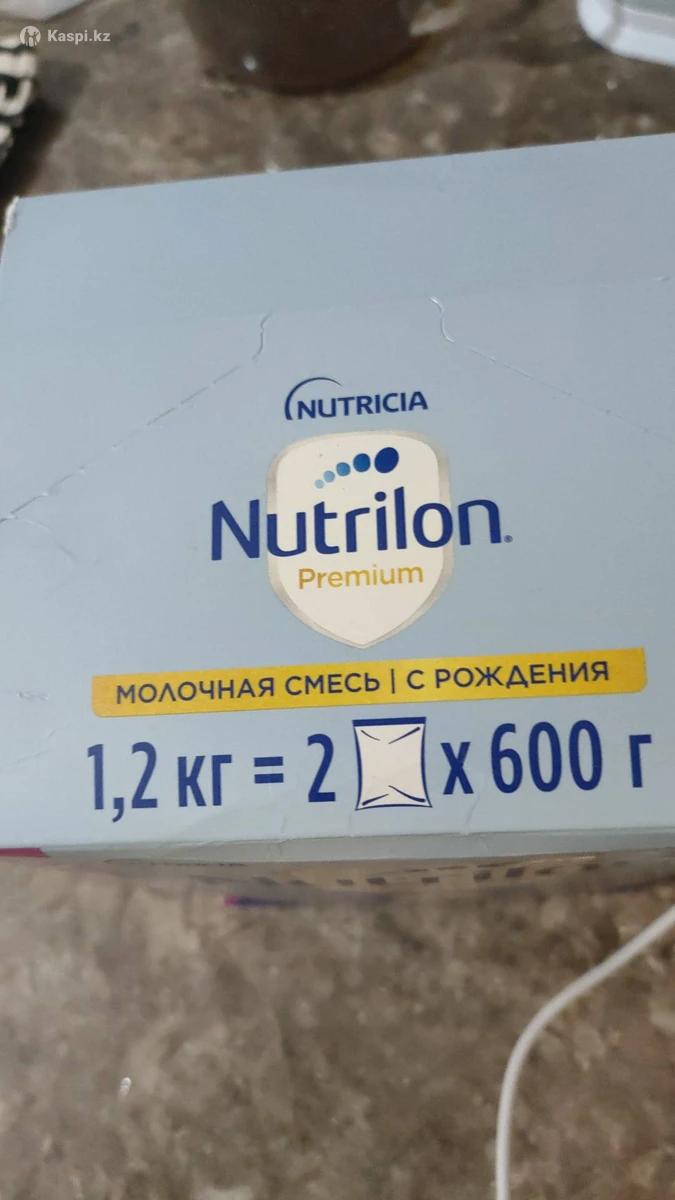 Kaspi.kz
NUTRICIA
Nutrilon®
Premium
МОЛОЧНАЯ СМЕСЬ | С РОЖДЕНИЯ
1,2 кг = 2 x 600 г